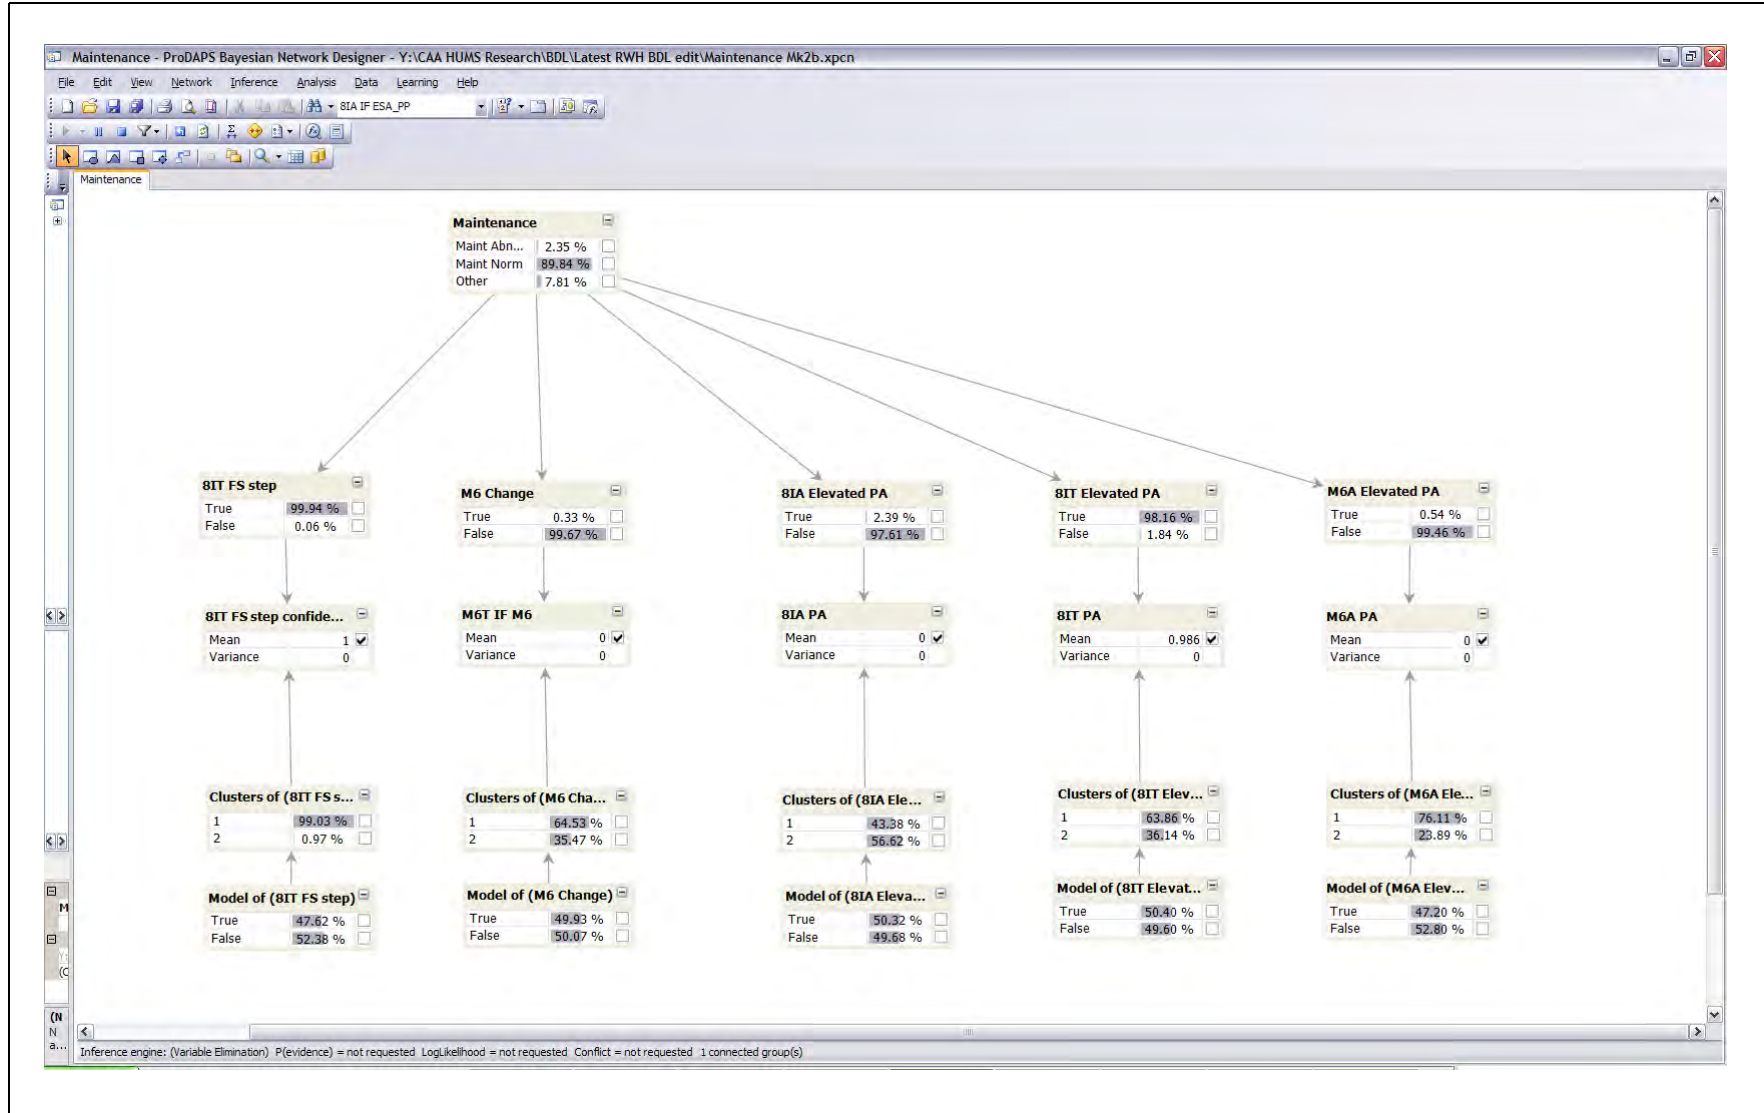 Maintenance - ProDAPS Bayesian Network Designer - Y:\CAA HUMS Research\BDL\Latest RWH BDL edit\Maintenance Mk2b.xpcn
File Edit View Network Inference Analysis Data Learning Help
8IA IF ESA_PP
Maintenance
Maintenance
Maint Abn... 2.35 %
Maint Norm 89.84 %
Other 7.81 %
8IT FS step
True 99.94 %
False 0.06 %
M6 Change
True 0.33 %
False 99.67 %
8IA Elevated PA
True 2.39 %
False 97.61 %
8IT Elevated PA
True 98.16 %
False 1.84 %
M6A Elevated PA
True 0.54 %
False 99.46 %
8IT FS step confide...
Mean 1
Variance 0
M6T IF M6
Mean 0
Variance 0
8IA PA
Mean 0
Variance 0
8IT PA
Mean 0.986
Variance 0
M6A PA
Mean 0
Variance 0
Clusters of (8IT FS s...
1 99.03 %
2 0.97 %
Clusters of (M6 Cha...
1 64.53 %
2 35.47 %
Clusters of (8IA Ele...
1 43.38 %
2 56.62 %
Clusters of (8IT Elev...
1 63.86 %
2 36.14 %
Clusters of (M6A Ele...
1 76.11 %
2 23.89 %
Model of (8IT FS step)
True 47.62 %
False 52.38 %
Model of (M6 Change)
True 49.93 %
False 50.07 %
Model of (8IA Eleva...
True 50.32 %
False 49.68 %
Model of (8IT Elevat...
True 50.40 %
False 49.60 %
Model of (M6A Elev...
True 47.20 %
False 52.80 %
M
(N
N
a...
Inference engine: (Variable Elimination) P(evidence) = not requested LogLikelihood = not requested Conflict = not requested 1 connected group(s)